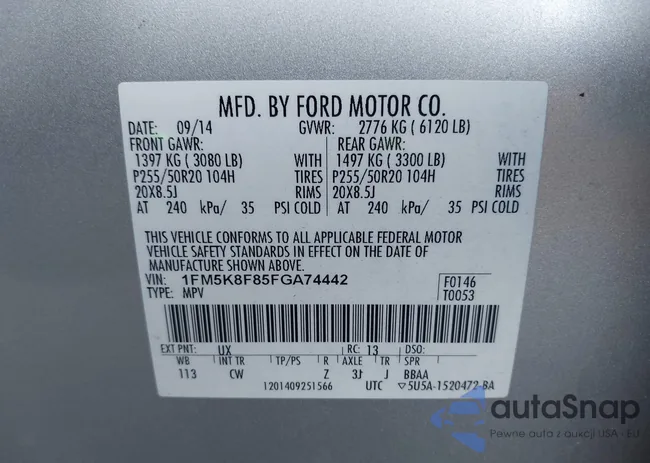 MFD. BY FORD MOTOR CO.
DATE: 09/14 GVWR: 2776 KG ( 6120 LB)
FRONT GAWR: REAR GAWR:
1397 KG ( 3080 LB) WITH 1497 KG ( 3300 LB) WITH
P255/50R20 104H TIRES P255/50R20 104H TIRES
20X8.5J RIMS 20X8.5J RIMS
AT 240 kPa/ 35 PSI COLD AT 240 kPa/ 35 PSI COLD
THIS VEHICLE CONFORMS TO ALL APPLICABLE FEDERAL MOTOR
VEHICLE SAFETY STANDARDS IN EFFECT ON THE DATE OF
MANUFACTURE SHOWN ABOVE.
VIN: 1FM5K8F85FGA74442 F0146
TYPE: MPV T0053
EXT PNT: UX RC: 13 DSO:
WB INT TR TP/PS R AXLE TR SPR
113 CW Z 3I J BBAA
1201409251566 UTC 5U5A-1520472-BA
autaSnap
Pewne auta z aukcji USA - EU